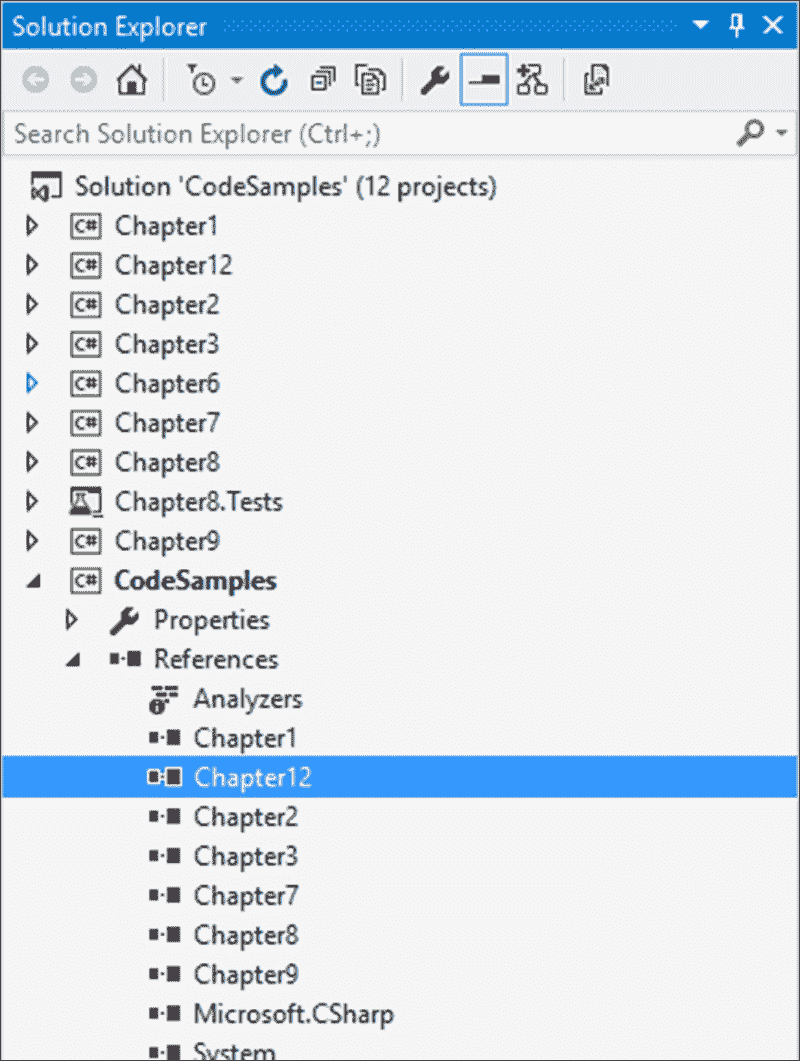 Solution Explorer
Search Solution Explorer (Ctrl+;)
Solution 'CodeSamples' (12 projects)
C# Chapter1
C# Chapter12
C# Chapter2
C# Chapter3
C# Chapter6
C# Chapter7
C# Chapter8
Chapter8.Tests
C# Chapter9
C# CodeSamples
Properties
References
Analyzers
Chapter1
Chapter12
Chapter2
Chapter3
Chapter7
Chapter8
Chapter9
Microsoft.CSharp
System